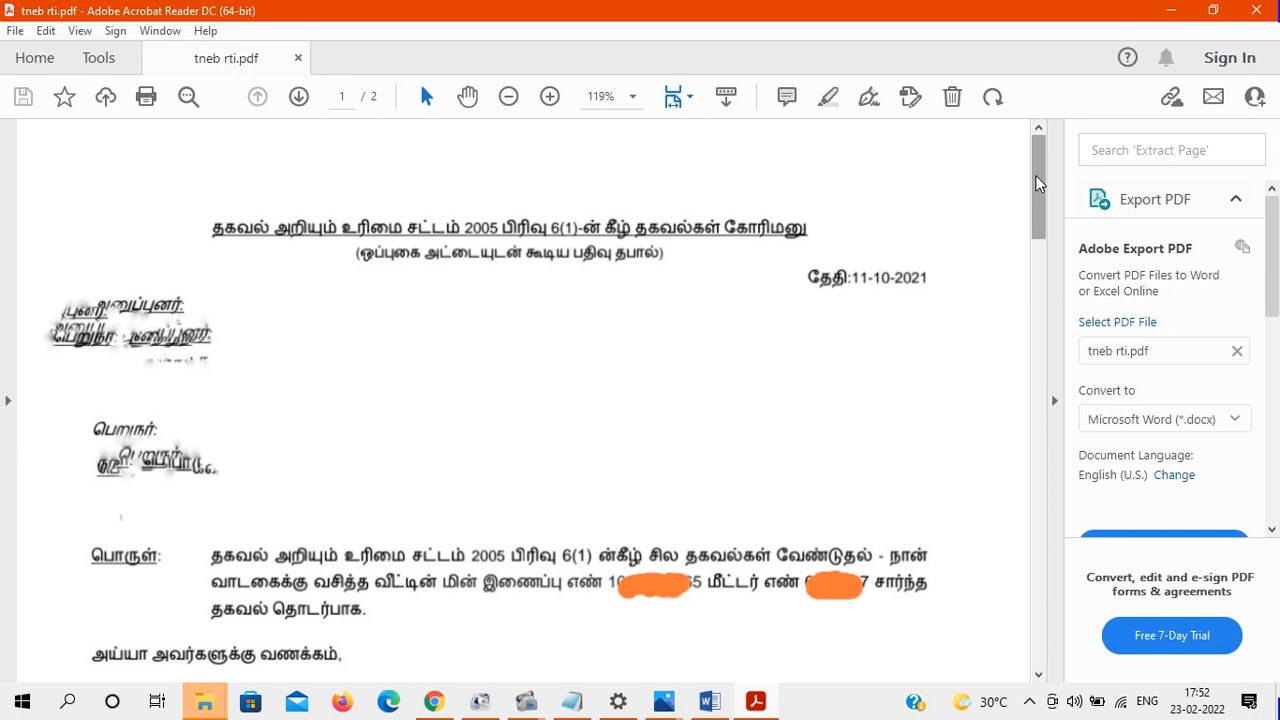 tneb rti.pdf - Adobe Acrobat Reader DC (64-bit)
File Edit View Sign Window Help
Home Tools tneb rti.pdf Sign In
1 / 2 119%
Search 'Extract Page'
தகவல் அறியும் உரிமை சட்டம் 2005 பிரிவு 6(1)-ன் கீழ் தகவல்கள் கோரிமனு
(ஒப்புகை அட்டையுடன் கூடிய பதிவு தபால்)
தேதி:11-10-2021
அனுப்புனர்:
பெறுநர்:
பொருள்: தகவல் அறியும் உரிமை சட்டம் 2005 பிரிவு 6(1) ன்கீழ் சில தகவல்கள் வேண்டுதல் - நான்
வாடகைக்கு வசித்த வீட்டின் மின் இணைப்பு எண் 10 65 மீட்டர் எண் 7 சார்ந்த
தகவல் தொடர்பாக.
அய்யா அவர்களுக்கு வணக்கம்,
Export PDF
Adobe Export PDF
Convert PDF Files to Word
or Excel Online
Select PDF File
tneb rti.pdf
Convert to
Microsoft Word (*.docx)
Document Language:
English (U.S.) Change
Convert, edit and e-sign PDF
forms & agreements
Free 7-Day Trial
30°C ENG 17:52
23-02-2022